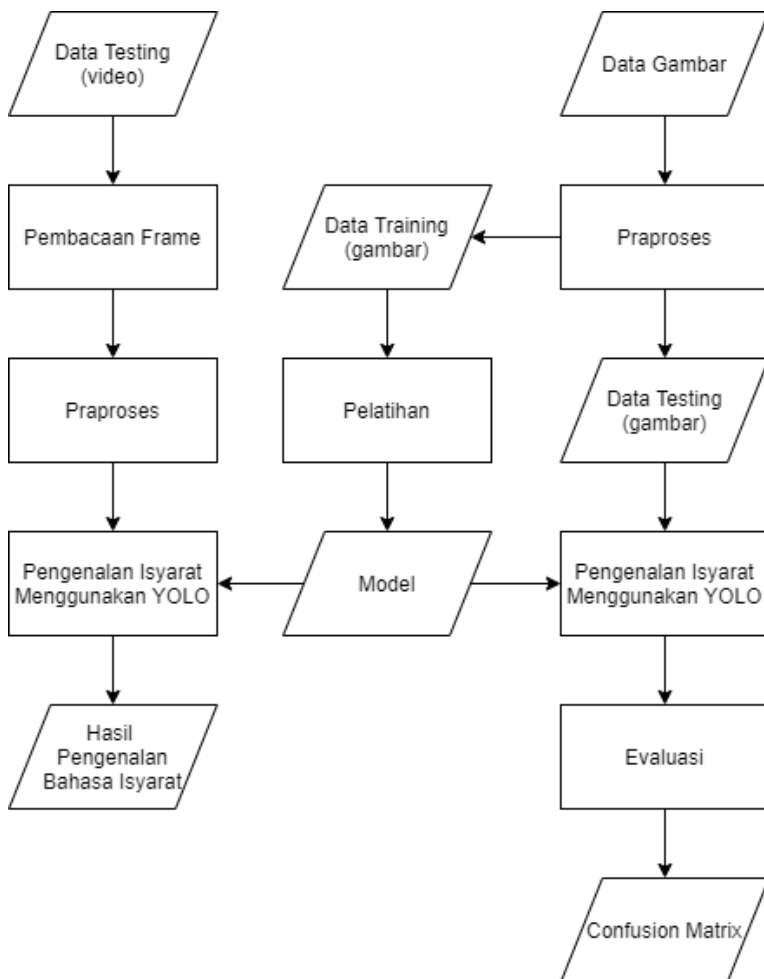 Data Testing
(video)
Data Gambar
Pembacaan Frame
Data Training
(gambar)
Praproses
Praproses
Pelatihan
Data Testing
(gambar)
Pengenalan Isyarat
Menggunakan YOLO
Model
Pengenalan Isyarat
Menggunakan YOLO
Hasil
Pengenalan
Bahasa Isyarat
Evaluasi
Confusion Matrix